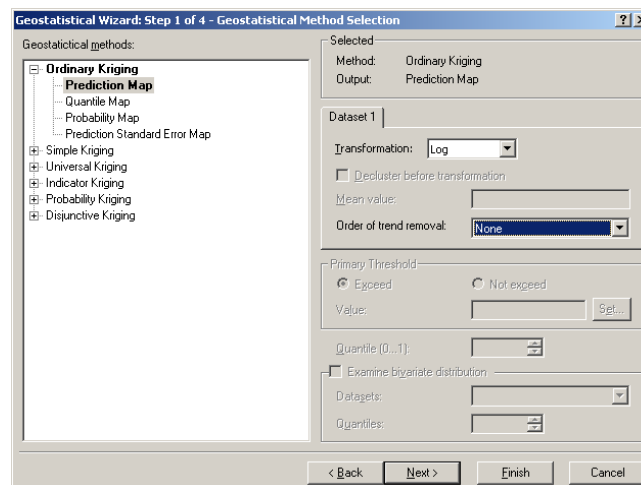 Geostatistical Wizard: Step 1 of 4 - Geostatistical Method Selection
Geostatictical methods:
Ordinary Kriging
Prediction Map
Quantile Map
Probability Map
Prediction Standard Error Map
Simple Kriging
Universal Kriging
Indicator Kriging
Probability Kriging
Disjunctive Kriging
Selected
Method: Ordinary Kriging
Output: Prediction Map
Dataset 1
Transformation: Log
Decluster before transformation
Mean value:
Order of trend removal: None
Primary Threshold
Exceed Not exceed
Value: Set...
Quantile (0...1):
Examine bivariate distribution
Datasets:
Quantiles:
< Back Next > Finish Cancel